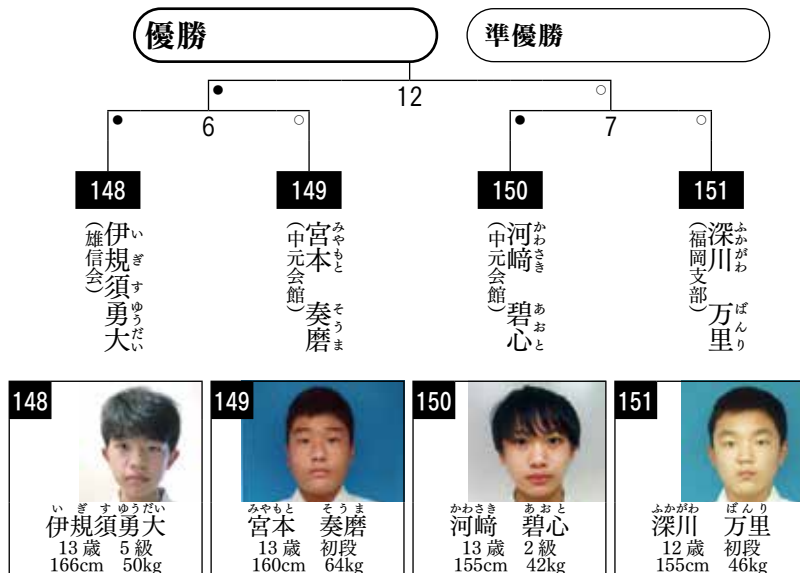 優勝
準優勝
● 12 ○
● 6 ○
● 7 ○
148
149
150
151
伊規須勇大
いぎすゆうだい
(雄信会)
宮本 奏磨
みやもと そうま
(中元会館)
河﨑 碧心
かわさき あおと
(中元会館)
深川 万里
ふかがわ ばんり
(福岡支部)
148
いぎすゆうだい
伊規須勇大
13歳 5級
166cm 50kg
149
みやもと そうま
宮本 奏磨
13歳 初段
160cm 64kg
150
かわさき あおと
河﨑 碧心
13歳 2級
155cm 42kg
151
ふかがわ ばんり
深川 万里
12歳 初段
155cm 46kg